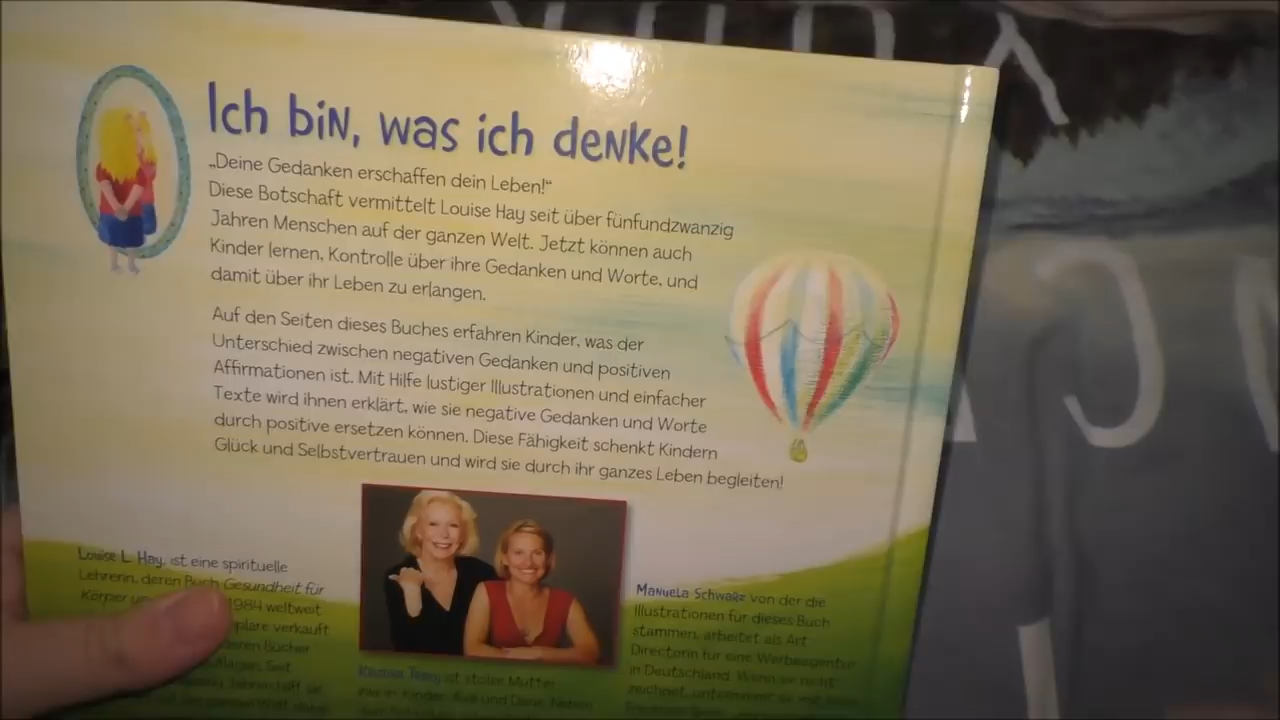 Ich bin, was ich denke!
„Deine Gedanken erschaffen dein Leben!“
Diese Botschaft vermittelt Louise Hay seit über fünfundzwanzig
Jahren Menschen auf der ganzen Welt. Jetzt können auch
Kinder lernen, Kontrolle über ihre Gedanken und Worte, und
damit über ihr Leben zu erlangen.
Auf den Seiten dieses Buches erfahren Kinder, was der
Unterschied zwischen negativen Gedanken und positiven
Affirmationen ist. Mit Hilfe lustiger Illustrationen und einfacher
Texte wird ihnen erklärt, wie sie negative Gedanken und Worte
durch positive ersetzen können. Diese Fähigkeit schenkt Kindern
Glück und Selbstvertrauen und wird sie durch ihr ganzes Leben begleiten!
Louise L. Hay, ist eine spirituelle
Lehrerin, deren Buch Gesundheit für
Körper 1984 weltweit
verkauft
Bücher
Seit
ist stolze Mutter
Manuela Schwarz von der die
Illustrationen für dieses Buch
stammen, arbeitet als Art
Directorin für eine Werbeagentur
in Deutschland. Wenn sie nicht
zeichnet,